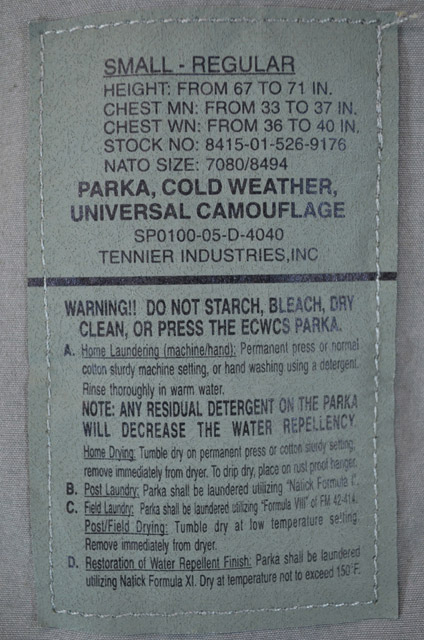 SMALL - REGULAR
HEIGHT: FROM 67 TO 71 IN.
CHEST MN: FROM 33 TO 37 IN.
CHEST WN: FROM 36 TO 40 IN.
STOCK NO: 8415-01-526-9176
NATO SIZE: 7080/8494
PARKA, COLD WEATHER,
UNIVERSAL CAMOUFLAGE
SP0100-05-D-4040
TENNIER INDUSTRIES,INC
WARNING!! DO NOT STARCH, BLEACH, DRY
CLEAN, OR PRESS THE ECWCS PARKA.
A. Home Laundering (machine/hand): Permanent press or normal
cotton sturdy machine setting, or hand washing using a detergent.
Rinse thoroughly in warm water.
NOTE: ANY RESIDUAL DETERGENT ON THE PARKA
WILL DECREASE THE WATER REPELLENCY.
Home Drying: Tumble dry on permanent press or cotton sturdy setting,
remove immediately from dryer. To drip dry, place on rust proof hanger.
B. Post Laundry: Parka shall be laundered utilizing "Natick Formula I".
C. Field Laundry: Parka shall be laundered utilizing "Formula VIII" of FM 42-414.
Post/Field Drying: Tumble dry at low temperature setting.
Remove immediately from dryer.
D. Restoration of Water Repellent Finish: Parka shall be laundered
utilizing Natick Formula XI. Dry at temperature not to exceed 150°F.